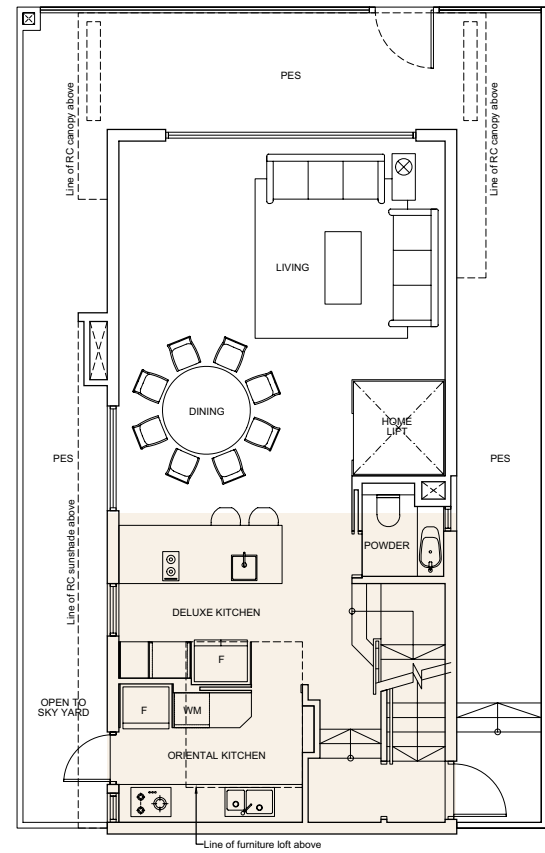 PES
Line of RC canopy above
Line of RC canopy above
LIVING
DINING
HOME
LIFT
PES
PES
Line of RC sunshade above
POWDER
DELUXE KITCHEN
F
OPEN TO
SKY YARD
F
WM
ORIENTAL KITCHEN
Line of furniture loft above